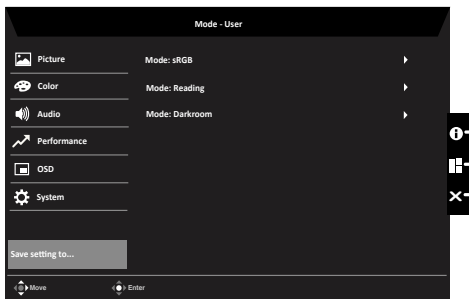 Mode - User
Picture
Mode: sRGB
Color
Mode: Reading
Audio
Mode: Darkroom
Performance
OSD
System
Save setting to...
Move
Enter